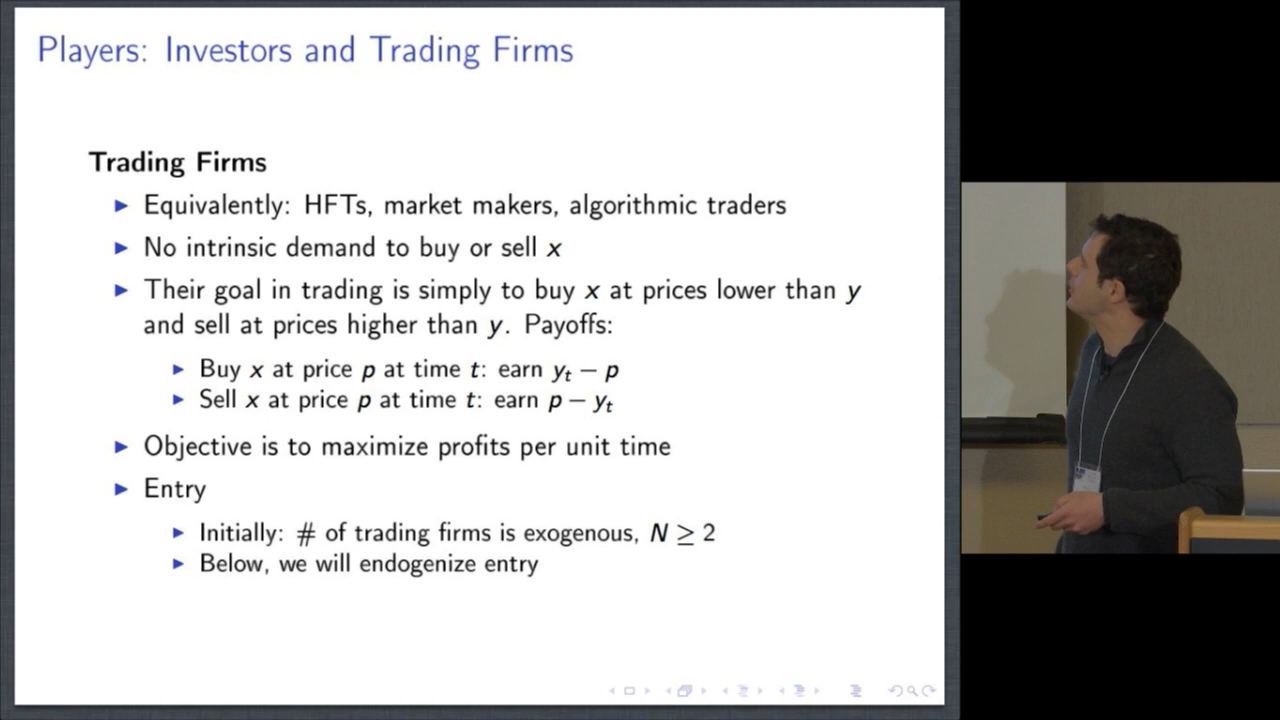 Players: Investors and Trading Firms
Trading Firms
► Equivalently: HFTs, market makers, algorithmic traders
► No intrinsic demand to buy or sell x
► Their goal in trading is simply to buy x at prices lower than y
and sell at prices higher than y. Payoffs:
► Buy x at price p at time t: earn yₜ − p
► Sell x at price p at time t: earn p − yₜ
► Objective is to maximize profits per unit time
► Entry
► Initially: # of trading firms is exogenous, N ≥ 2
► Below, we will endogenize entry